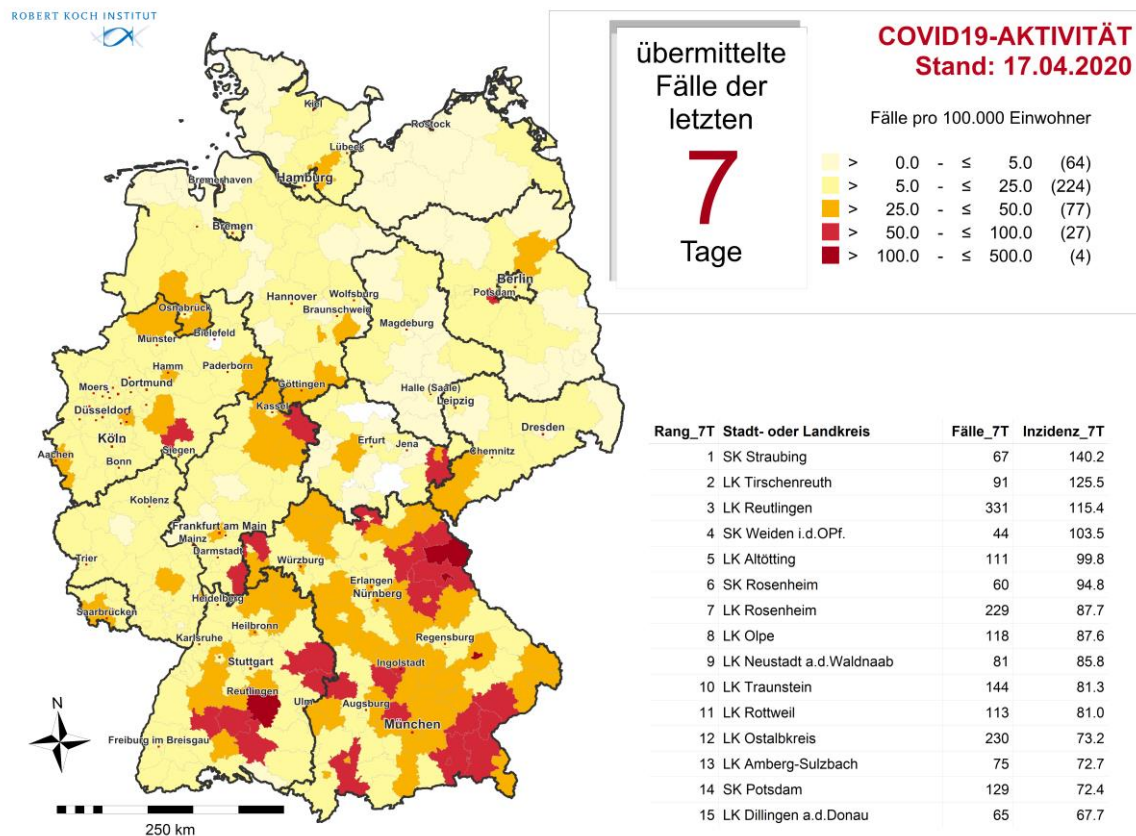 ROBERT KOCH INSTITUT
übermittelte
Fälle der
letzten
7
Tage
COVID19-AKTIVITÄT
Stand: 17.04.2020
Fälle pro 100.000 Einwohner
> 0.0 - ≤ 5.0 (64)
> 5.0 - ≤ 25.0 (224)
> 25.0 - ≤ 50.0 (77)
> 50.0 - ≤ 100.0 (27)
> 100.0 - ≤ 500.0 (4)
Kiel
Rostock
Lübeck
Hamburg
Bremerhaven
Bremen
Berlin
Potsdam
Hannover
Wolfsburg
Braunschweig
Osnabrück
Magdeburg
Münster
Bielefeld
Hamm
Paderborn
Moers
Dortmund
Göttingen
Halle (Saale)
Leipzig
Düsseldorf
Kassel
Dresden
Köln
Siegen
Erfurt
Jena
Chemnitz
Aachen
Bonn
Koblenz
Frankfurt am Main
Mainz
Darmstadt
Würzburg
Trier
Erlangen
Nürnberg
Heidelberg
Saarbrücken
Heilbronn
Karlsruhe
Regensburg
Stuttgart
Ingolstadt
Reutlingen
Ulm
Augsburg
München
Freiburg im Breisgau
N
250 km
Rang_7T Stadt- oder Landkreis Fälle_7T Inzidenz_7T
1 SK Straubing 67 140.2
2 LK Tirschenreuth 91 125.5
3 LK Reutlingen 331 115.4
4 SK Weiden i.d.OPf. 44 103.5
5 LK Altötting 111 99.8
6 SK Rosenheim 60 94.8
7 LK Rosenheim 229 87.7
8 LK Olpe 118 87.6
9 LK Neustadt a.d.Waldnaab 81 85.8
10 LK Traunstein 144 81.3
11 LK Rottweil 113 81.0
12 LK Ostalbkreis 230 73.2
13 LK Amberg-Sulzbach 75 72.7
14 SK Potsdam 129 72.4
15 LK Dillingen a.d.Donau 65 67.7